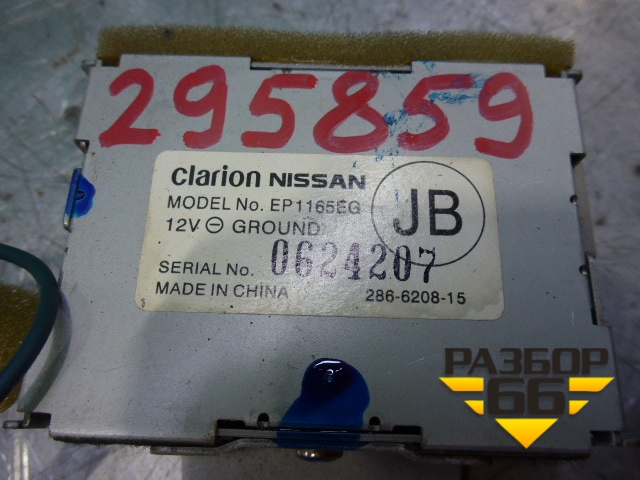 295859
Clarion NISSAN
MODEL No. EP1165EG
JB
12V ⊖ GROUND
SERIAL No. 0624207
MADE IN CHINA 286-6208-15
РАЗБОР
66